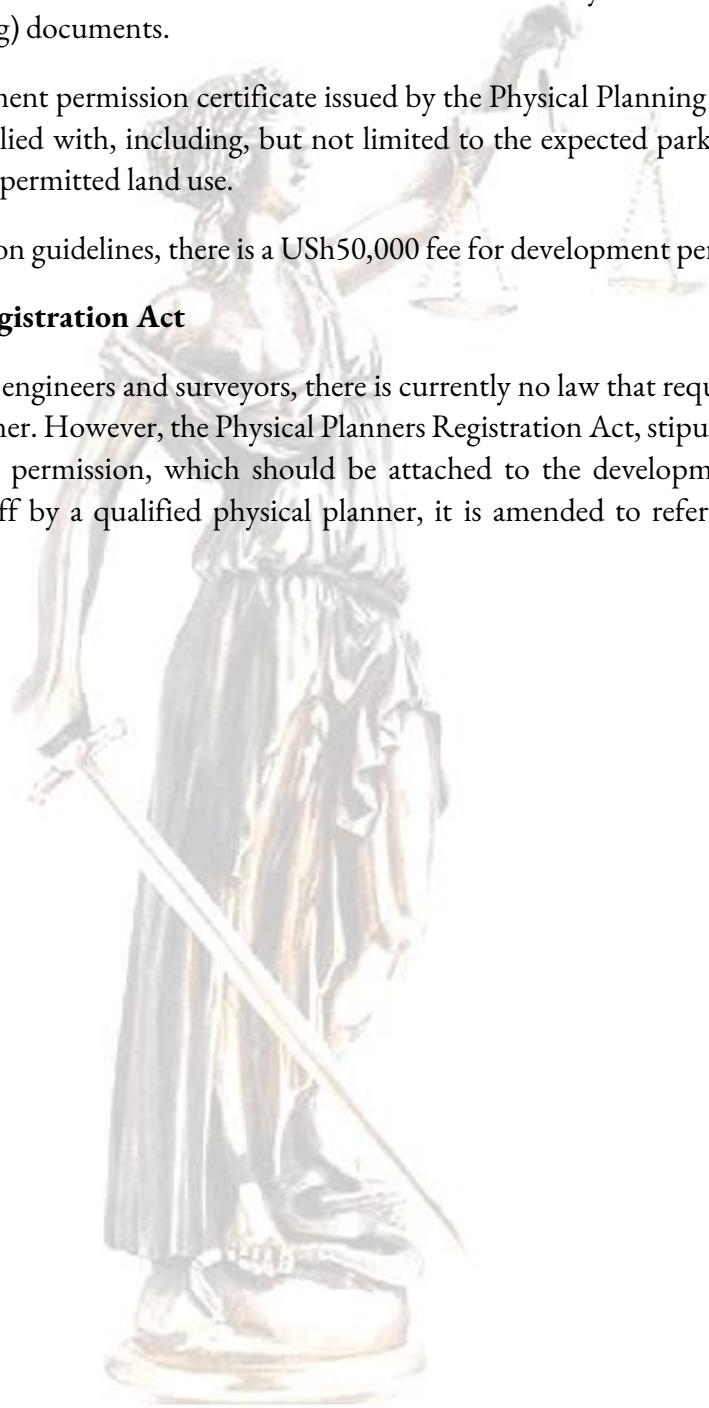 g) documents.
ent permission certificate issued by the Physical Planning
lied with, including, but not limited to the expected park
permitted land use.
on guidelines, there is a USh50,000 fee for development per
gistration Act
engineers and surveyors, there is currently no law that requ
ner. However, the Physical Planners Registration Act, stipu
permission, which should be attached to the developm
ff by a qualified physical planner, it is amended to refer